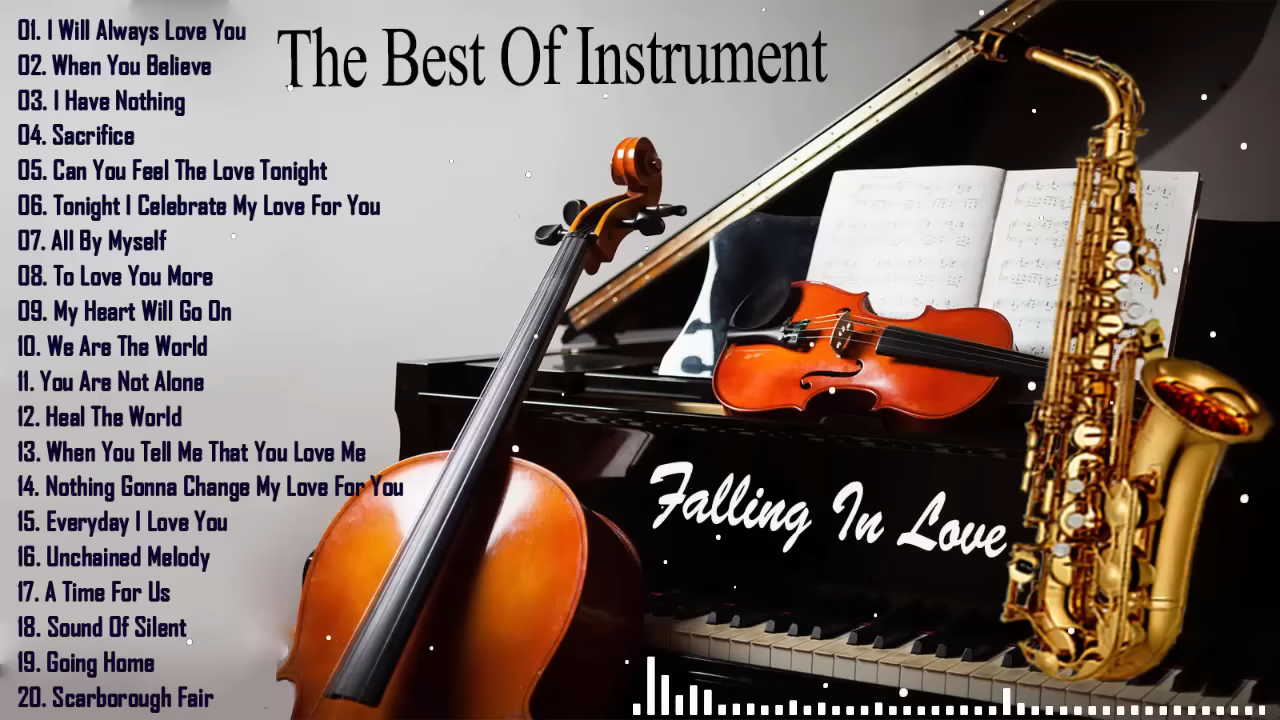 01. I Will Always Love You
02. When You Believe
03. I Have Nothing
04. Sacrifice
05. Can You Feel The Love Tonight
06. Tonight I Celebrate My Love For You
07. All By Myself
08. To Love You More
09. My Heart Will Go On
10. We Are The World
11. You Are Not Alone
12. Heal The World
13. When You Tell Me That You Love Me
14. Nothing Gonna Change My Love For You
15. Everyday I Love You
16. Unchained Melody
17. A Time For Us
18. Sound Of Silent
19. Going Home
20. Scarborough Fair
The Best Of Instrument
Falling In Love